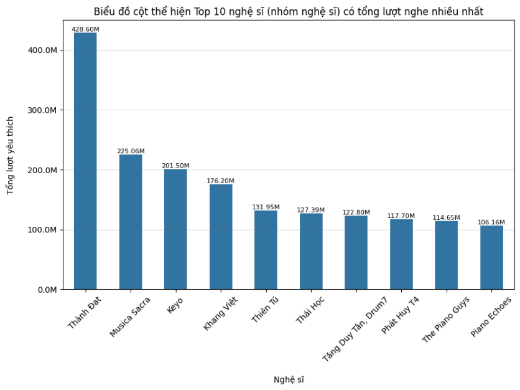 Biểu đồ cột thể hiện Top 10 nghệ sĩ (nhóm nghệ sĩ) có tổng lượt nghe nhiều nhất
428.60M
400.0M
300.0M
225.06M
201.50M
200.0M
176.20M
131.95M
127.39M
122.80M
117.70M
114.65M
106.16M
100.0M
0.0M
Tổng lượt yêu thích
Thành Đạt
Musica Sacra
Keyo
Khang Việt
Thiên Tú
Thái Học
Tăng Duy Tân, Drum7
Phát Huy T4
The Piano Guys
Piano Echoes
Nghệ sĩ